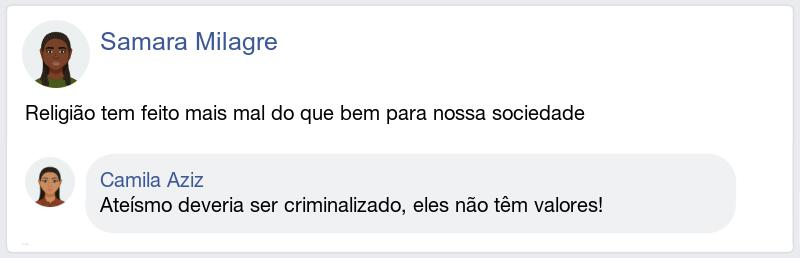 Samara Milagre
Religião tem feito mais mal do que bem para nossa sociedade
Camila Aziz
Ateísmo deveria ser criminalizado, eles não têm valores!